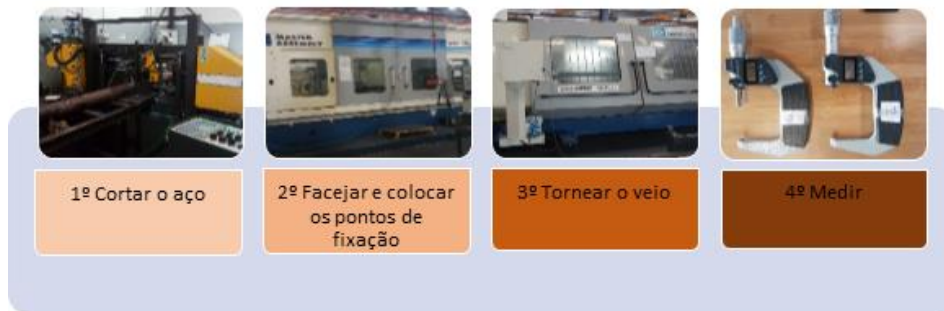 1º Cortar o aço
2º Facejar e colocar
os pontos de
fixação
3º Tornear o veio
4º Medir